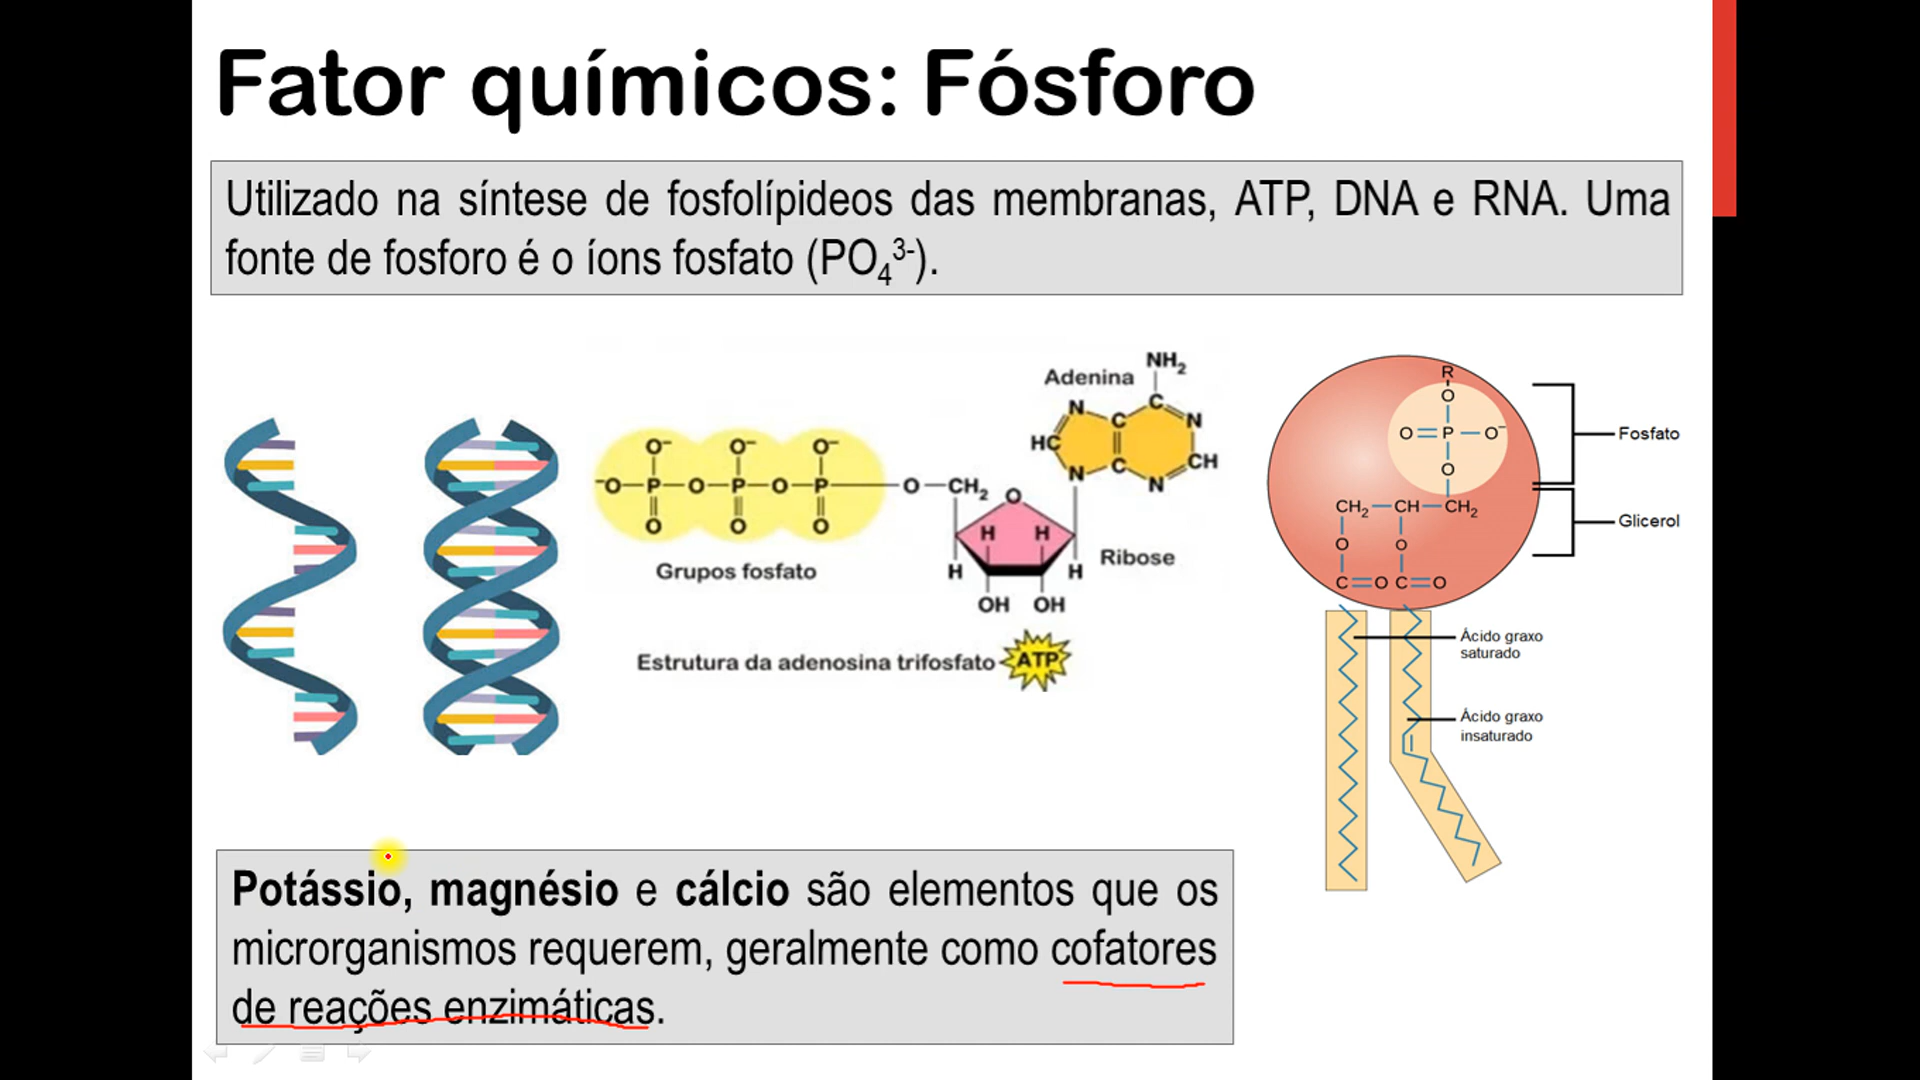 Fator químicos: Fósforo
Utilizado na síntese de fosfolípideos das membranas, ATP, DNA e RNA. Uma
fonte de fosforo é o íons fosfato (PO₄³⁻).
NH₂
Adenina
N C C N
HC CH
N C N
O⁻ O⁻ O⁻
⁻O—P—O—P—O—P—O—CH₂ O
O O O
H H
H H
Ribose
Grupos fosfato
OH OH
Estrutura da adenosina trifosfato
ATP
R
O
O=P—O⁻
O
Fosfato
CH₂—CH—CH₂
Glicerol
O O
C=O C=O
Ácido graxo
saturado
Ácido graxo
insaturado
Potássio, magnésio e cálcio são elementos que os
microrganismos requerem, geralmente como cofatores
de reações enzimáticas.